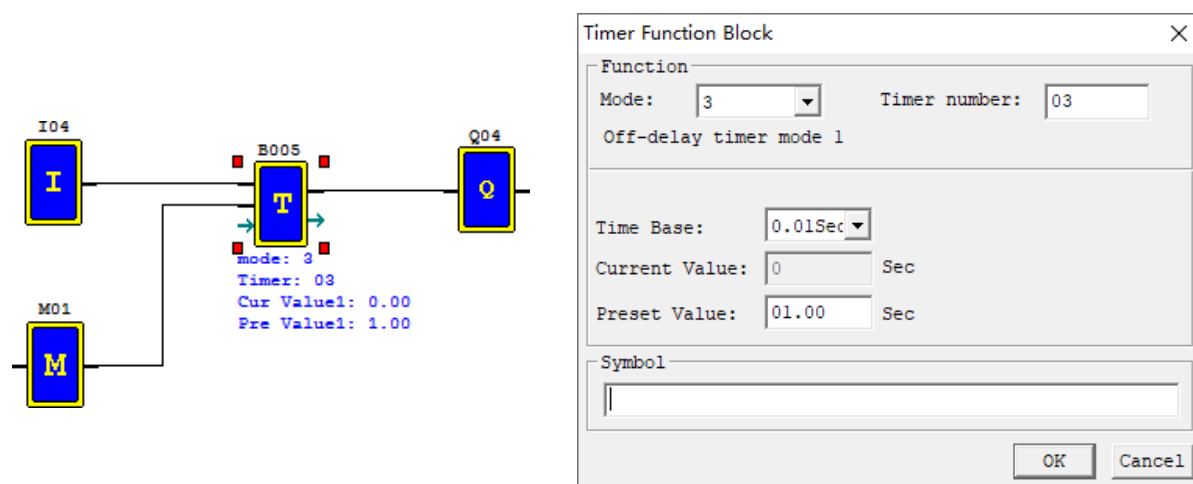 I04
I
B005
T
Q04
Q
mode: 3
Timer: 03
Cur Value1: 0.00
Pre Value1: 1.00
M01
M
Timer Function Block
Function
Mode: 3 Timer number: 03
Off-delay timer mode 1
Time Base: 0.01Sec
Current Value: 0 Sec
Preset Value: 01.00 Sec
Symbol
OK Cancel